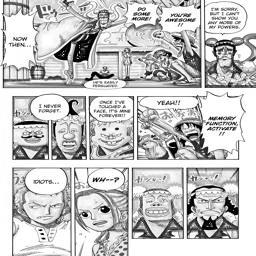 I'M SORRY,
BUT I CAN'T
SHOW YOU
ANY MORE
OF MY
POWERS.
YOU'RE
AWESOME
!!
DO
SOME
MORE!
HE'S EASILY
PERSUADED.
NOW
THEN...
MEMORY
FUNCTION,
ACTIVATE
!!
YEAH!!
ONCE I'VE
TOUCHED A
FACE, IT'S MINE
FOREVER!!
I NEVER
FORGET.
WH--?
IDIOTS...